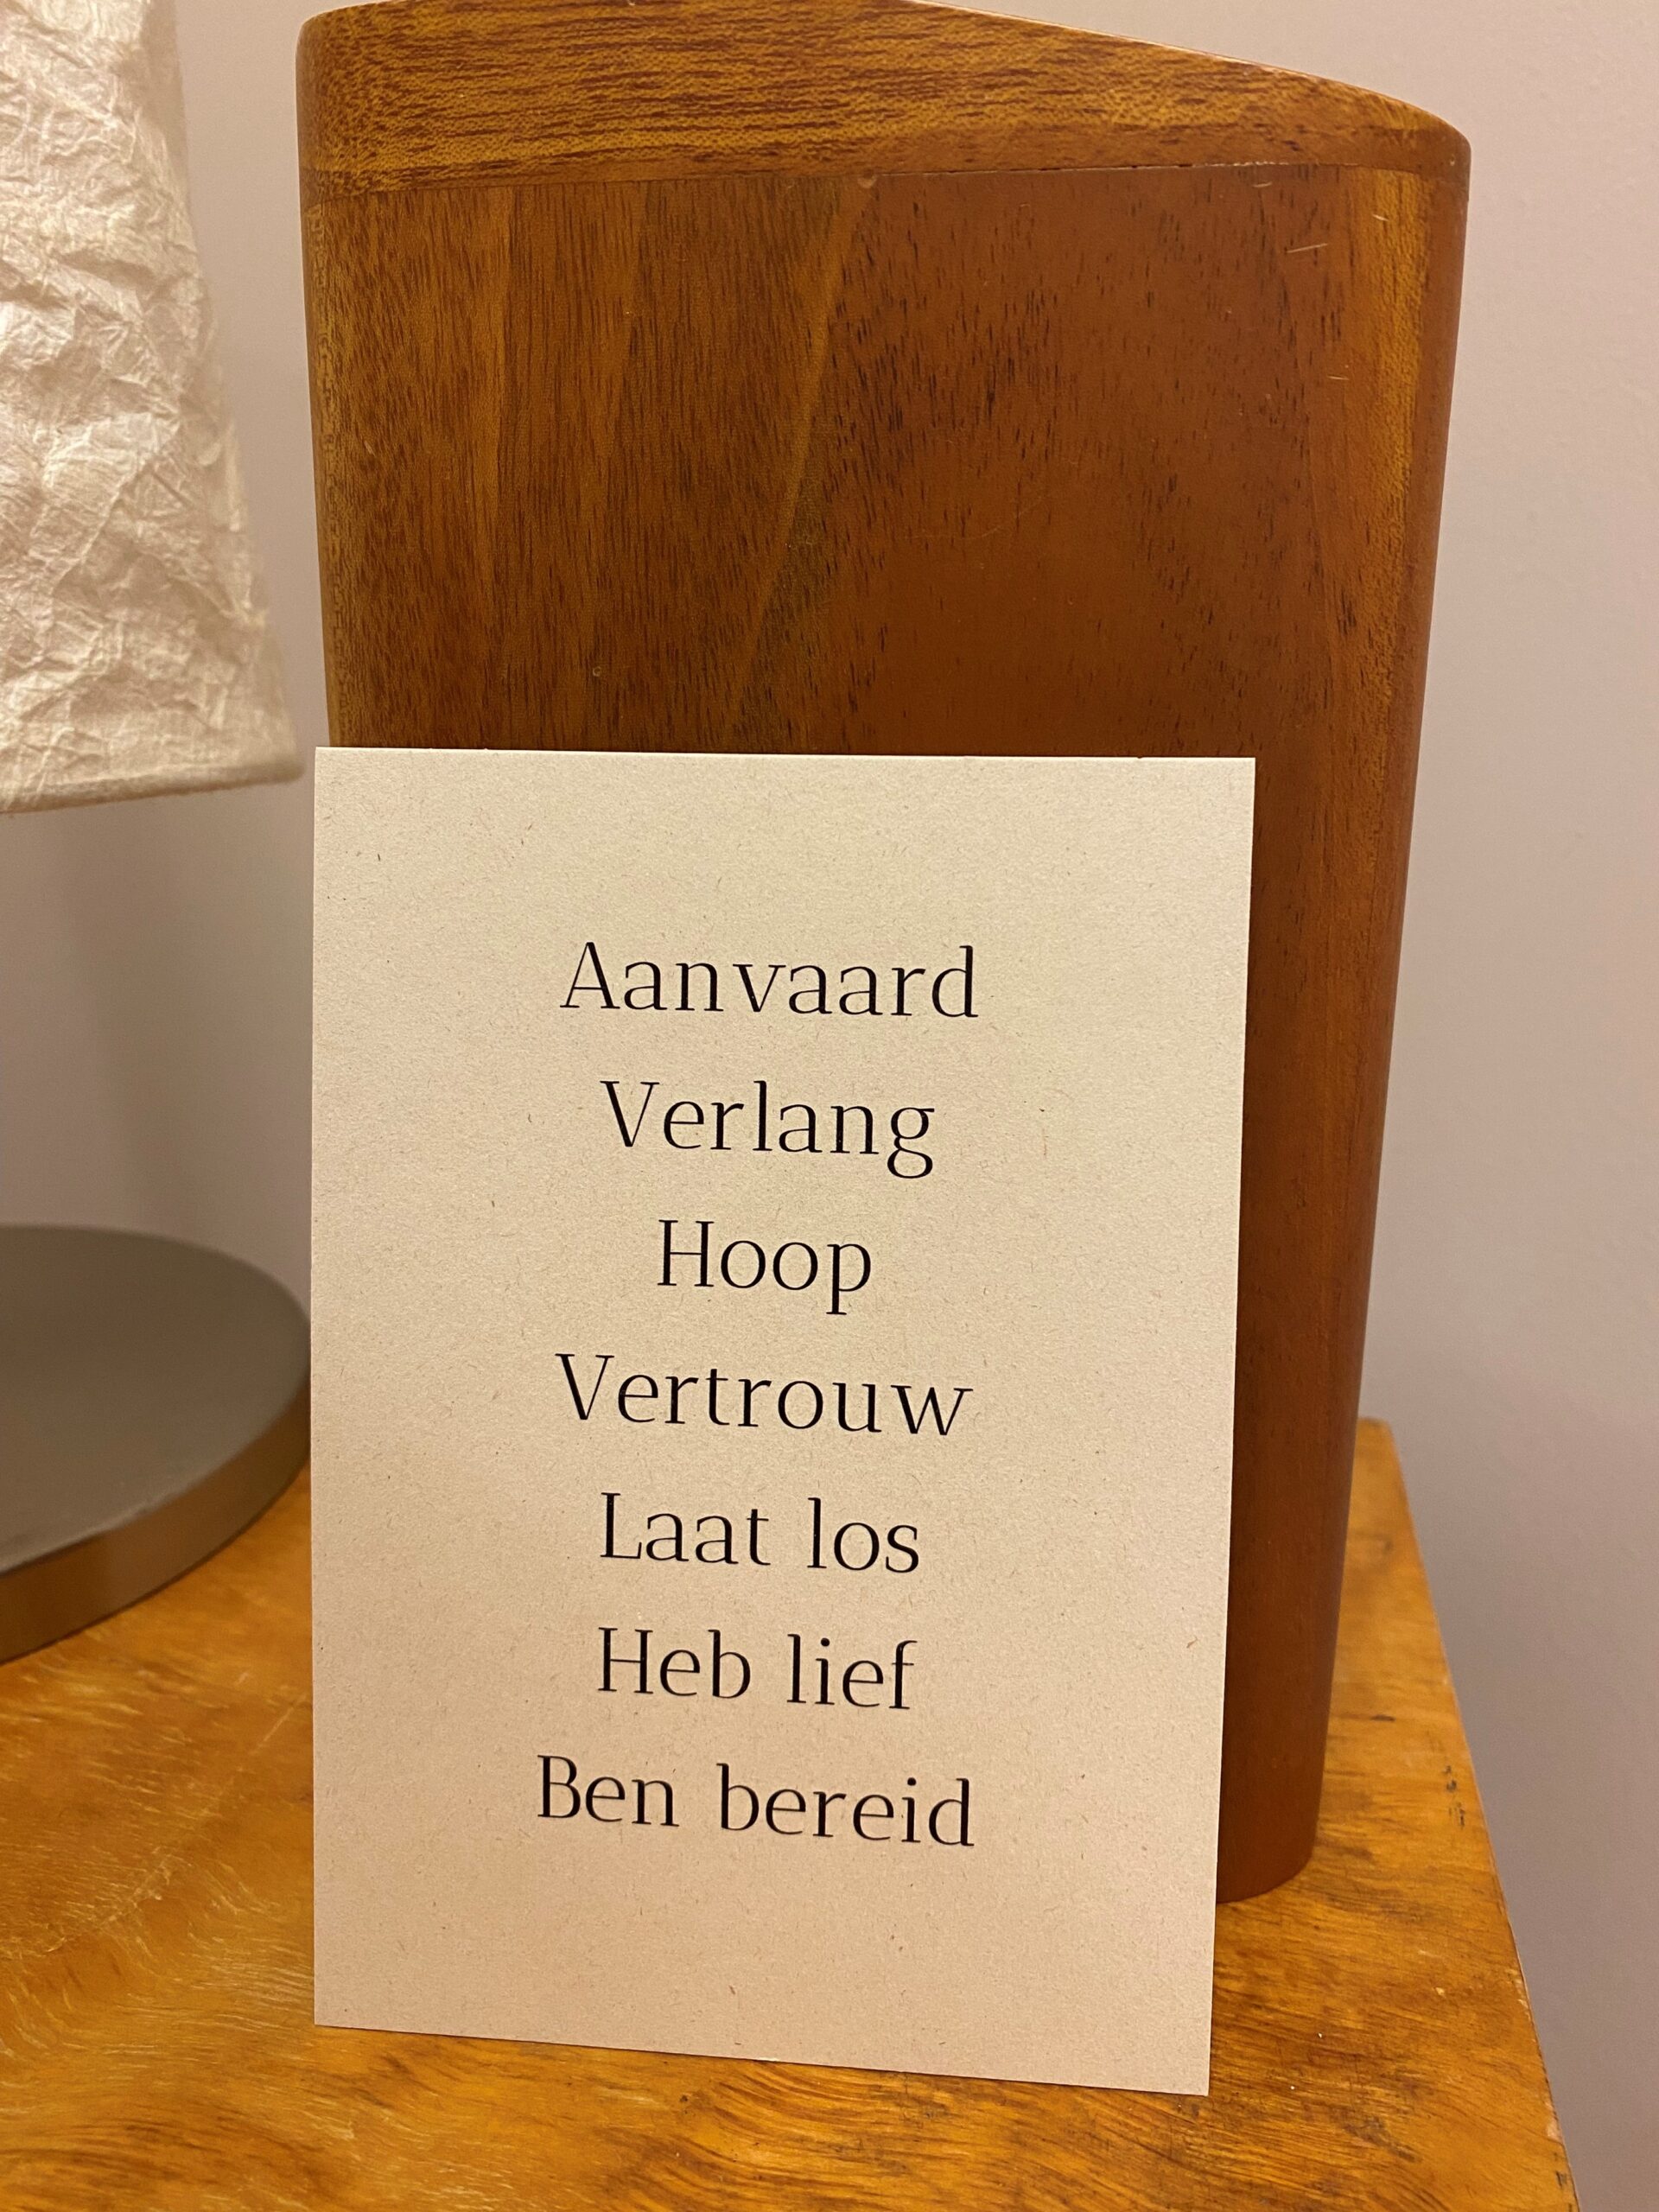 Aanvaard
Verlang
Hoop
Vertrouw
Laat los
Heb lief
Ben bereid